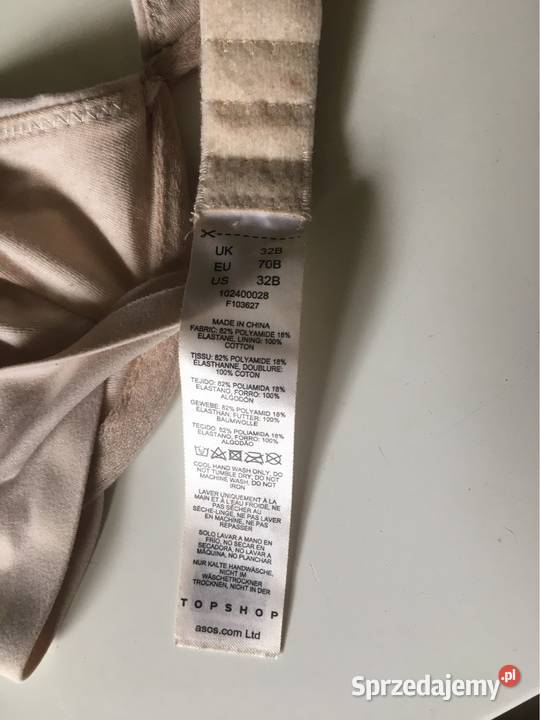 UK 32B
EU 70B
US 32B
102400028
F103627
MADE IN CHINA
FABRIC: 82% POLYAMIDE 18%
ELASTANE, LINING: 100%
COTTON
TISSU: 82% POLYAMIDE 18%
ÉLASTHANNE, DOUBLURE:
100% COTON
TEJIDO: 82% POLIAMIDA 18%
ELASTANO, FORRO: 100%
ALGODÓN
GEWEBE: 82% POLYAMID 18%
ELASTHAN, FUTTER: 100%
BAUMWOLLE
TECIDO: 82% POLIAMIDA 18%
ELASTANO, FORRO: 100%
ALGODÃO
COOL HAND WASH ONLY, DO
NOT TUMBLE DRY, DO NOT
MACHINE WASH, DO NOT
IRON
LAVER UNIQUEMENT À LA
MAIN ET À L'EAU FROIDE, NE
PAS SÉCHER AU
SÈCHE-LINGE, NE PAS LAVER
EN MACHINE, NE PAS
REPASSER
SOLO LAVAR A MANO EN
FRÍO, NO SECAR EN
SECADORA, NO LAVAR A
MÁQUINA, NO PLANCHAR
NUR KALTE HANDWÄSCHE,
NICHT IM
WÄSCHETROCKNER
TROCKNEN, NICHT IN DER
TOPSHOP
asos.com Ltd
Sprzedajemy.pl